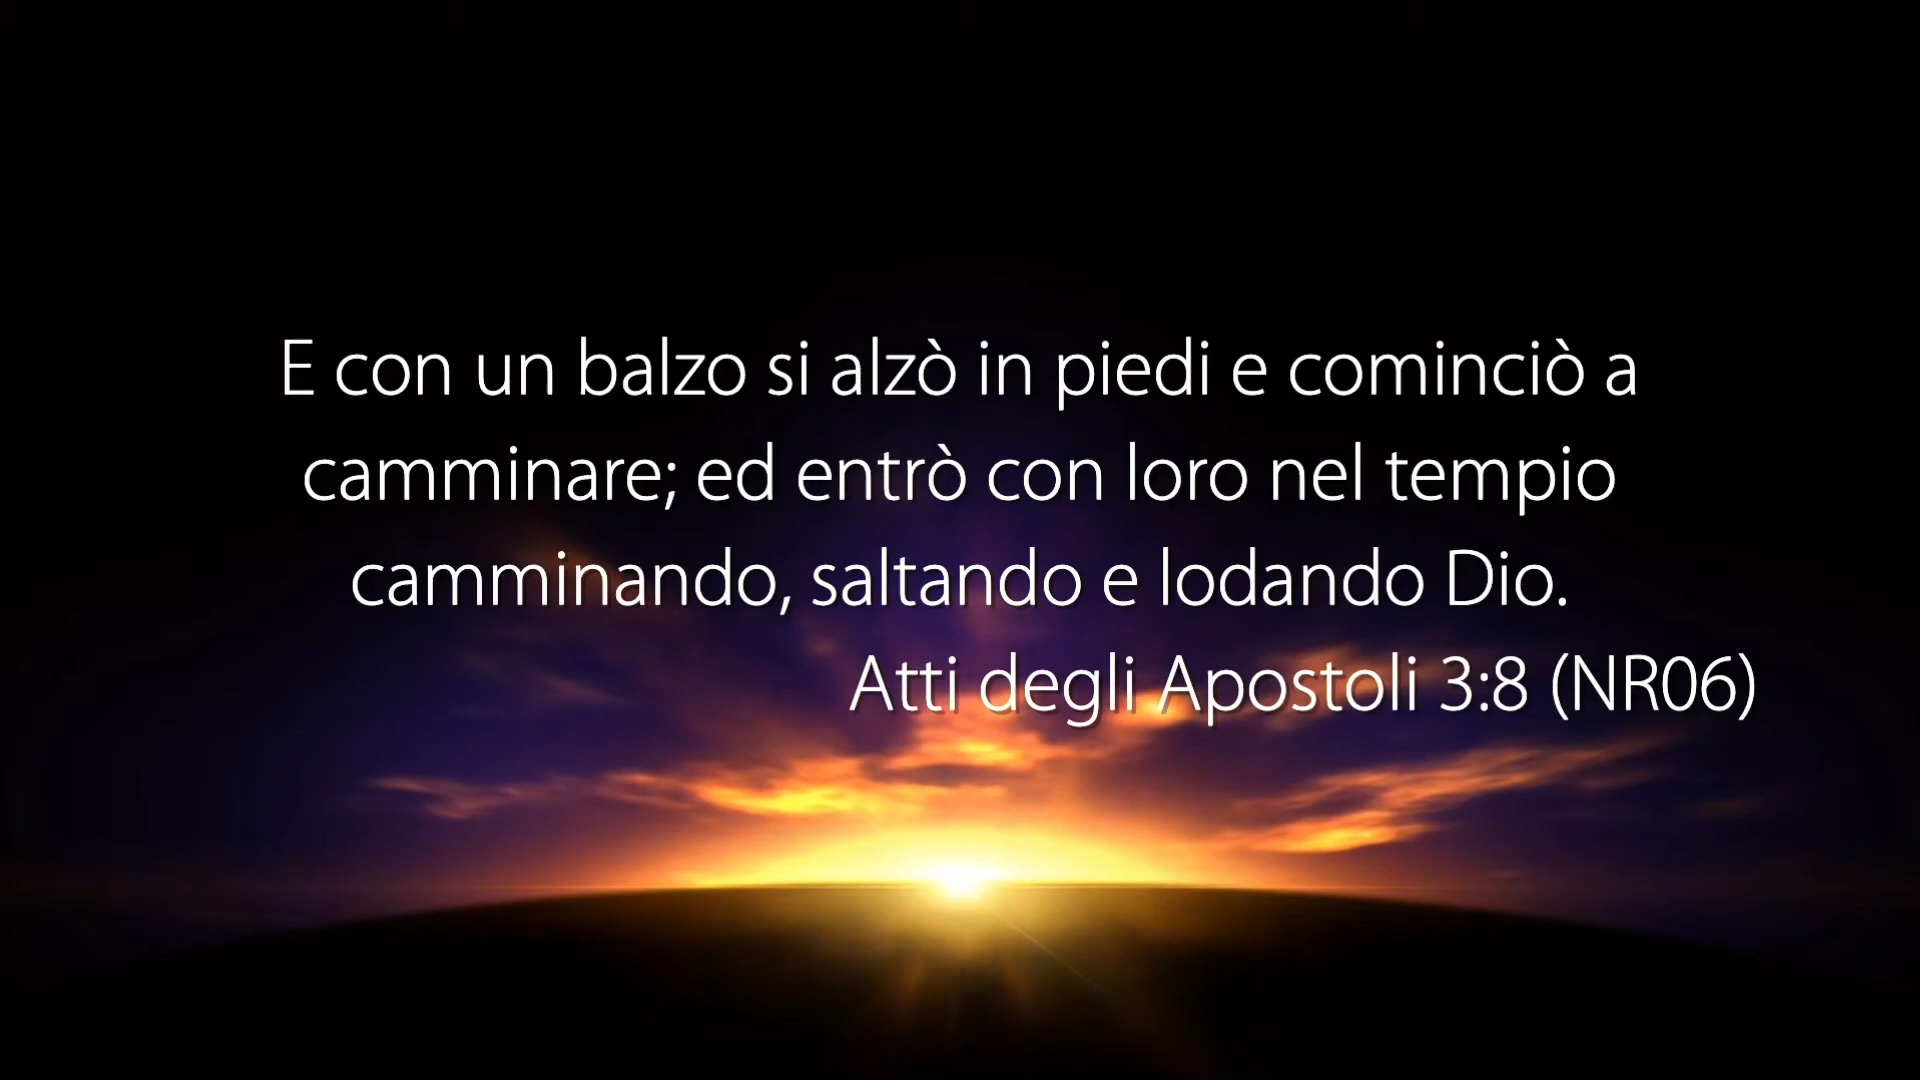 E con un balzo si alzò in piedi e cominciò a
camminare; ed entrò con loro nel tempio
camminando, saltando e lodando Dio.
Atti degli Apostoli 3:8 (NR06)